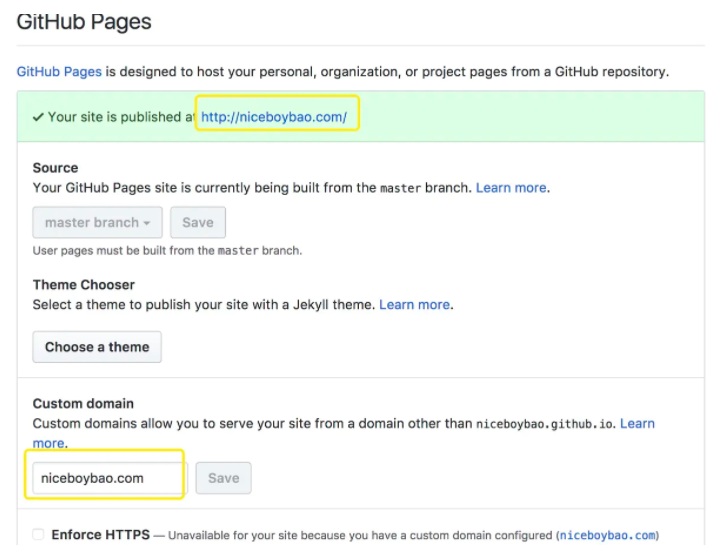 GitHub Pages
GitHub Pages is designed to host your personal, organization, or project pages from a GitHub repository.
✓ Your site is published at http://niceboybao.com/
Source
Your GitHub Pages site is currently being built from the master branch. Learn more.
master branch ▾ Save
User pages must be built from the master branch.
Theme Chooser
Select a theme to publish your site with a Jekyll theme. Learn more.
Choose a theme
Custom domain
Custom domains allow you to serve your site from a domain other than niceboybao.github.io. Learn
more.
niceboybao.com Save
Enforce HTTPS — Unavailable for your site because you have a custom domain configured (niceboybao.com)